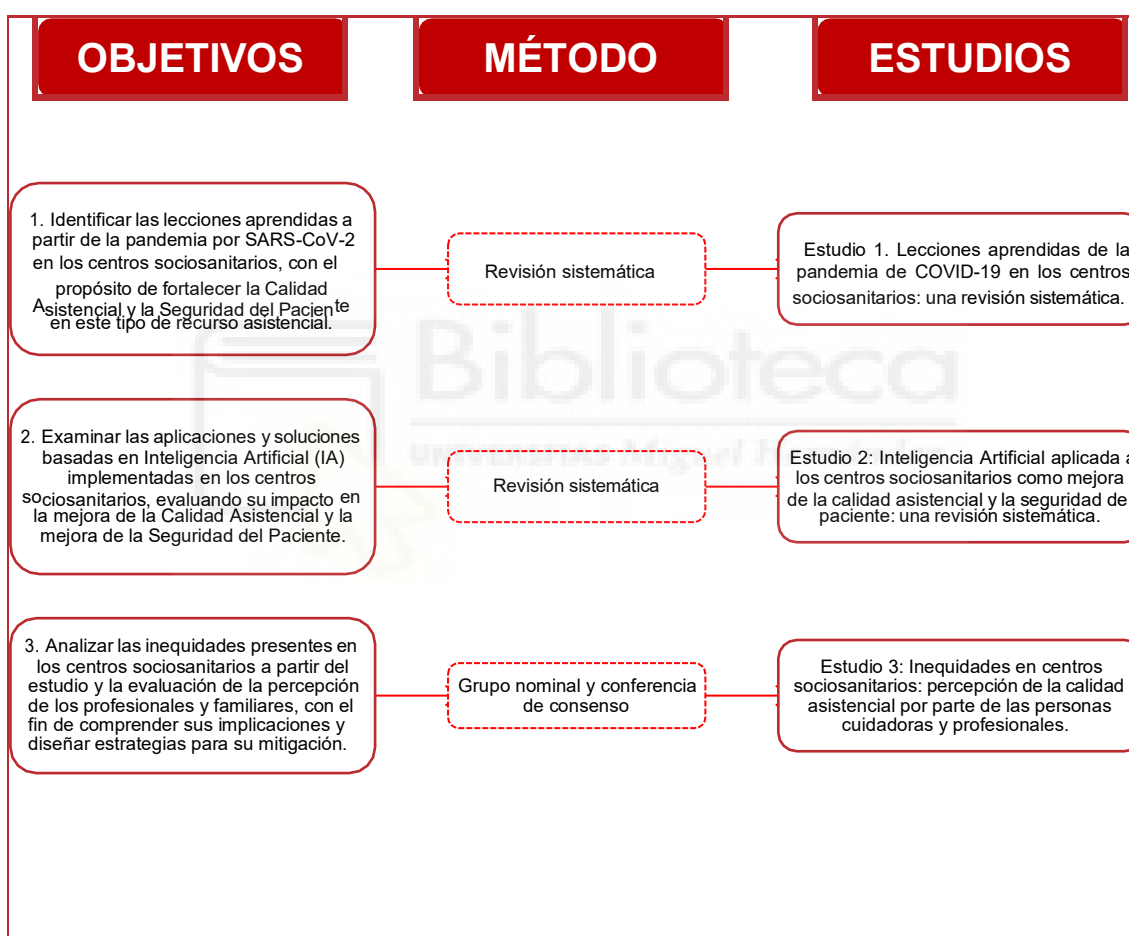 OBJETIVOS
MÉTODO
ESTUDIOS
1. Identificar las lecciones aprendidas a
partir de la pandemia por SARS-CoV-2
en los centros sociosanitarios, con el
propósito de fortalecer la Calidad
Asistencial y la Seguridad del Paciente
en este tipo de recurso asistencial.
Revisión sistemática
Estudio 1. Lecciones aprendidas de la
pandemia de COVID-19 en los centros
sociosanitarios: una revisión sistemática.
Biblioteca
UNIVERSITAS Miguel
2. Examinar las aplicaciones y soluciones
basadas en Inteligencia Artificial (IA)
implementadas en los centros
sociosanitarios, evaluando su impacto en
la mejora de la Calidad Asistencial y la
mejora de la Seguridad del Paciente.
Revisión sistemática
Estudio 2: Inteligencia Artificial aplicada a
los centros sociosanitarios como mejora
de la calidad asistencial y la seguridad de
paciente: una revisión sistemática.
3. Analizar las inequidades presentes en
los centros sociosanitarios a partir del
estudio y la evaluación de la percepción
de los profesionales y familiares, con el
fin de comprender sus implicaciones y
diseñar estrategias para su mitigación.
Grupo nominal y conferencia
de consenso
Estudio 3: Inequidades en centros
sociosanitarios: percepción de la calidad
asistencial por parte de las personas
cuidadoras y profesionales.